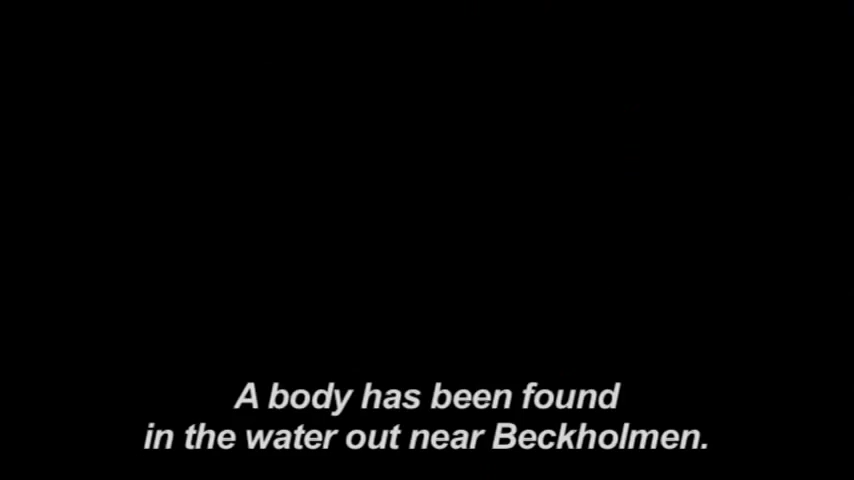 A body has been found
in the water out near Beckholmen.